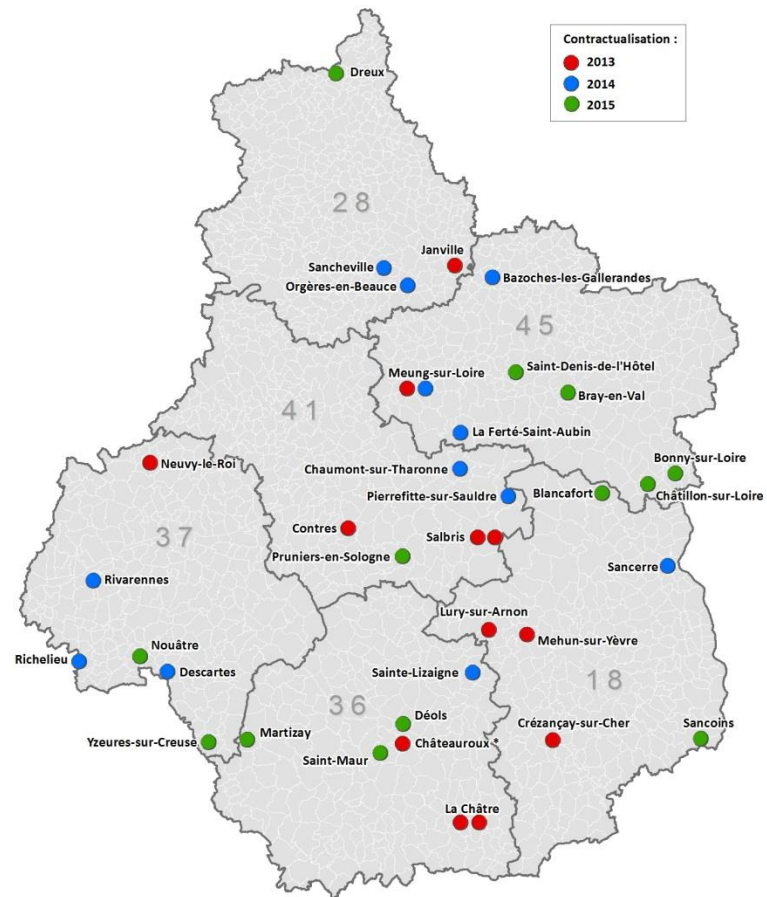 Contractualisation :
2013
2014
2015
Dreux
28
Janville
Sancheville
Orgères-en-Beauce
Bazoches-les-Gallerandes
45
Meung-sur-Loire
Saint-Denis-de-l'Hôtel
Bray-en-Val
41
La Ferté-Saint-Aubin
Neuvy-le-Roi
Chaumont-sur-Tharonne
Bonny-sur-Loire
Pierrefitte-sur-Sauldre
Blancafort
Châtillon-sur-Loire
Contres
37
Salbris
Pruniers-en-Sologne
Sancerre
Rivarennes
Lury-sur-Arnon
Mehun-sur-Yèvre
Nouâtre
Richelieu
Descartes
Sainte-Lizaigne
18
36
Déols
Crézançay-sur-Cher
Sancoins
Yzeures-sur-Creuse
Martizay
Châteauroux *
Saint-Maur
La Châtre